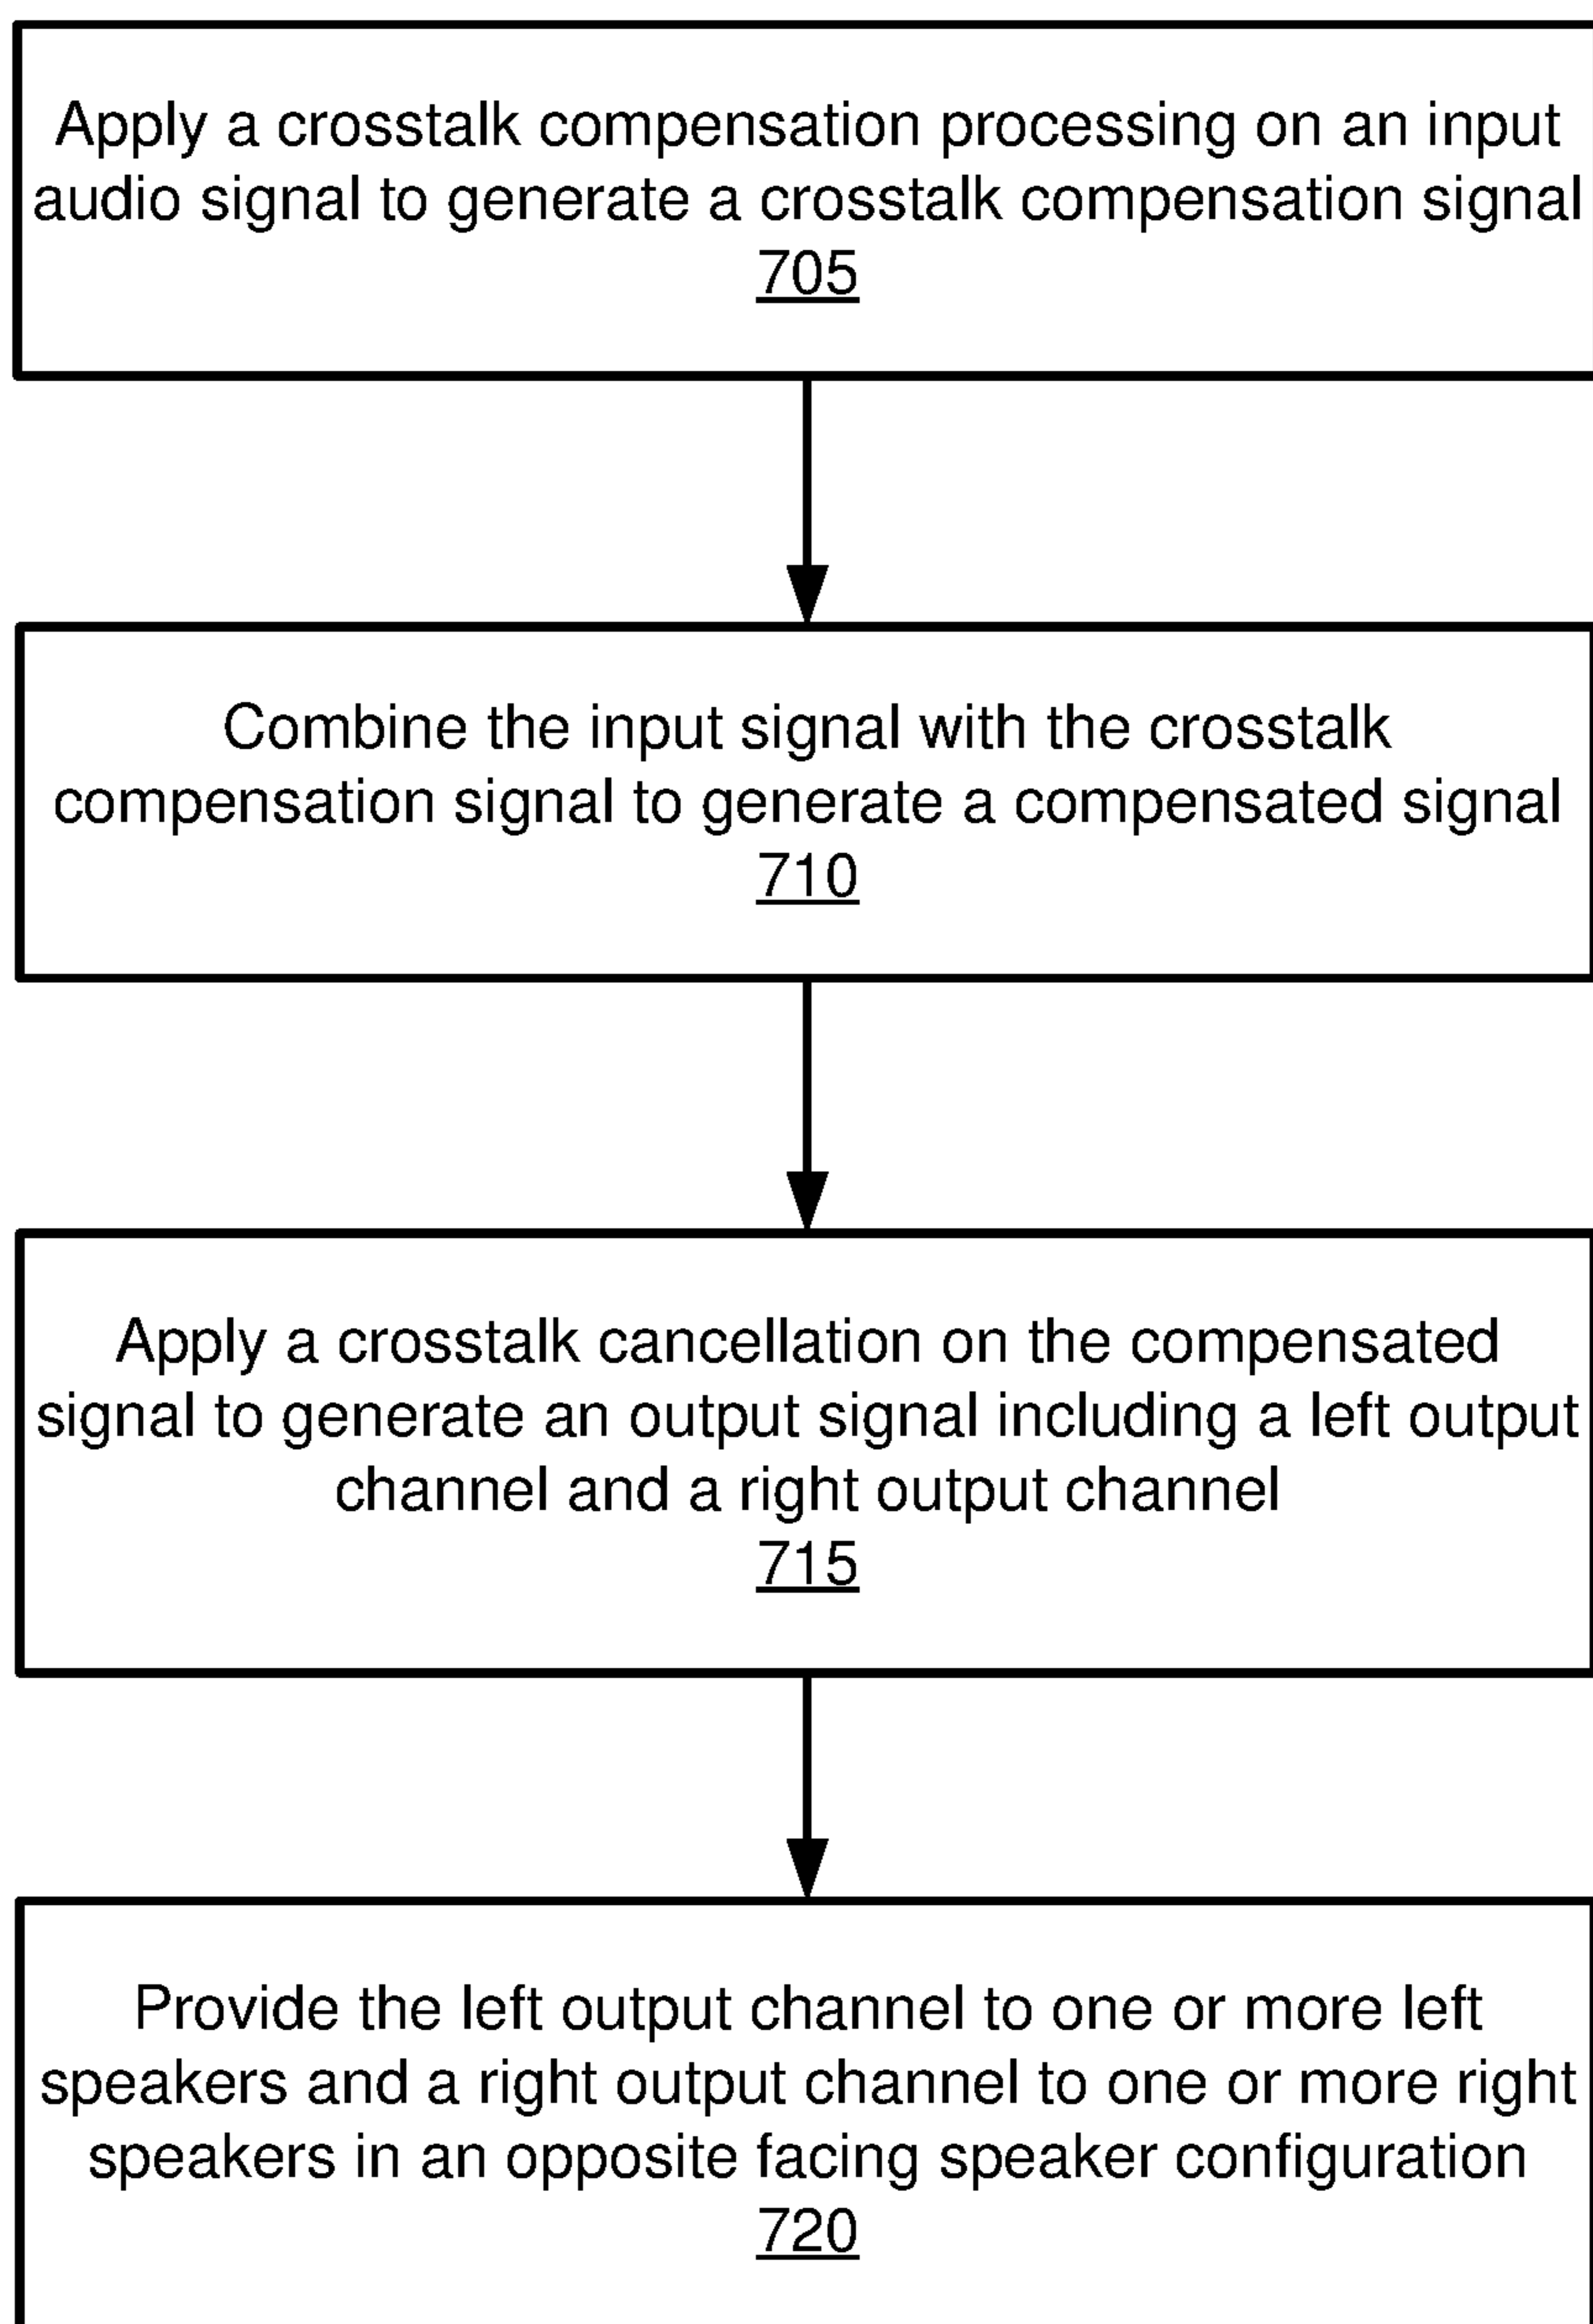 Apply a crosstalk compensation processing on an input
audio signal to generate a crosstalk compensation signal
705
Combine the input signal with the crosstalk
compensation signal to generate a compensated signal
710
Apply a crosstalk cancellation on the compensated
signal to generate an output signal including a left output
channel and a right output channel
715
Provide the left output channel to one or more left
speakers and a right output channel to one or more right
speakers in an opposite facing speaker configuration
720